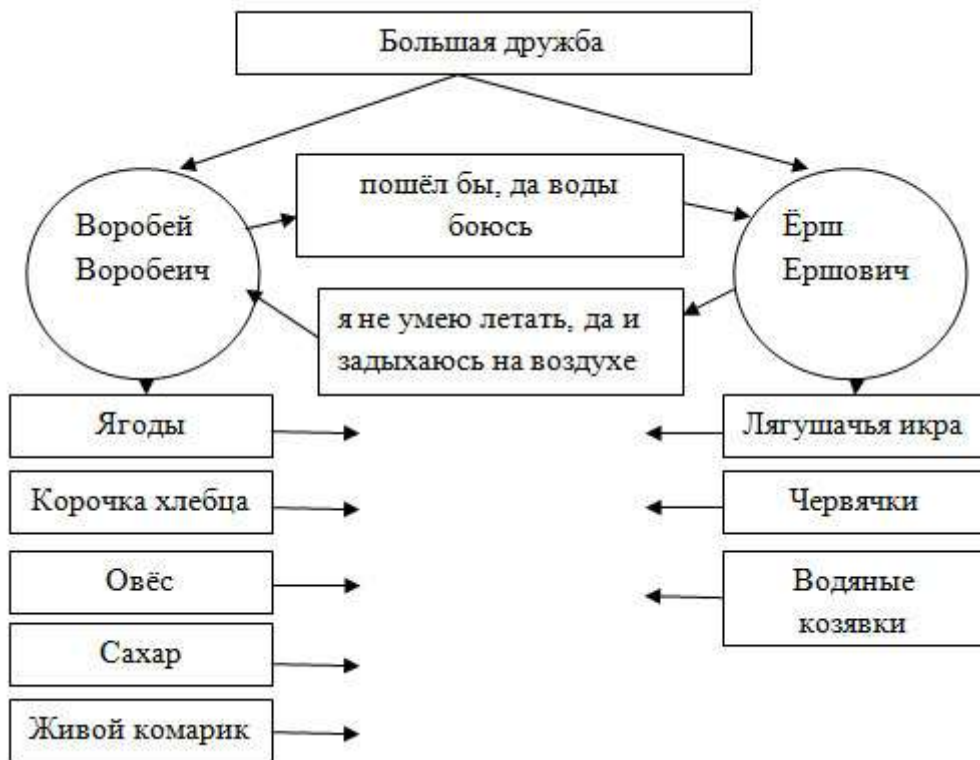 Большая дружба
Воробей
Воробеич
пошёл бы, да воды
боюсь
Ёрш
Ершович
я не умею летать, да и
задыхаюсь на воздухе
Ягоды
Корочка хлебца
Овёс
Сахар
Живой комарик
Лягушачья икра
Червячки
Водяные
козявки